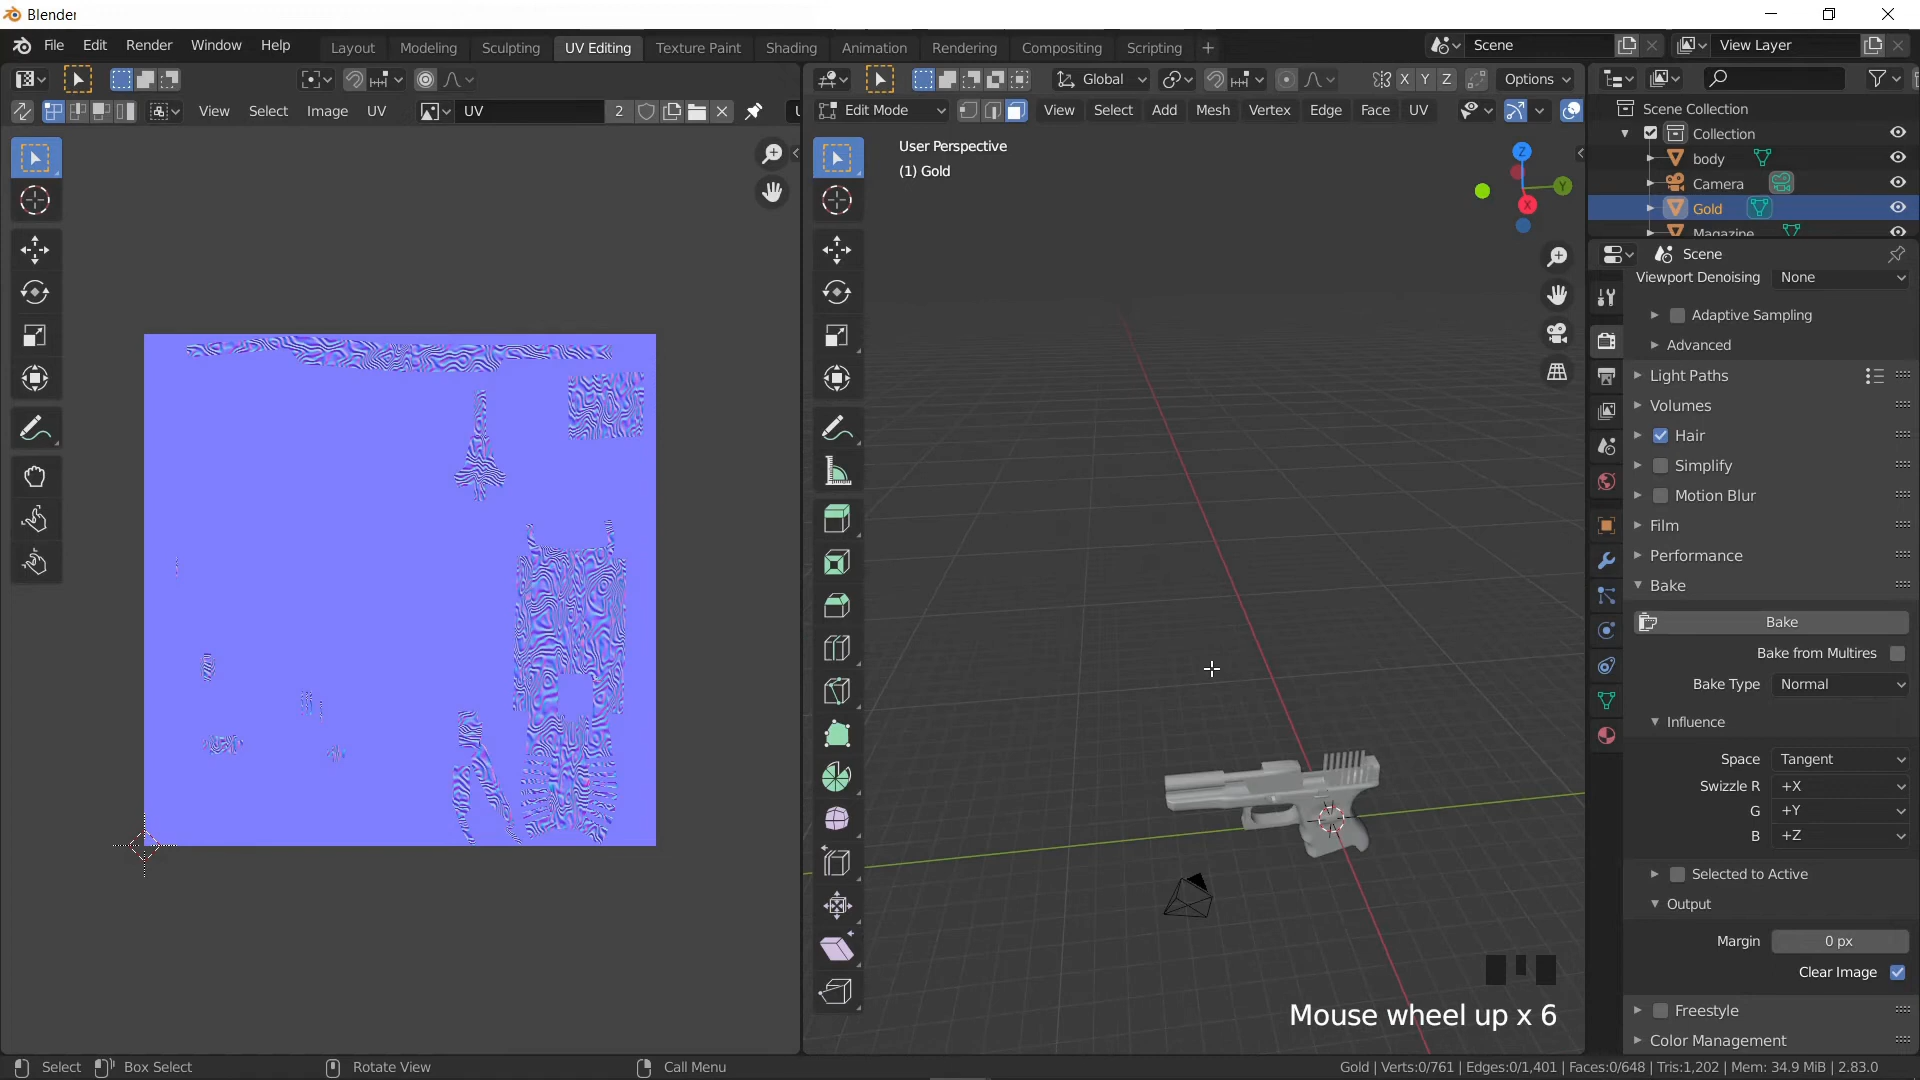 Blender
File Edit Render Window Help Layout Modeling Sculpting UV Editing Texture Paint Shading Animation Rendering Compositing Scripting + Scene View Layer
Global X Y Z Options
View Select Image UV UV 2 Edit Mode View Select Add Mesh Vertex Edge Face UV
User Perspective
(1) Gold
Z
Y
X
Scene Collection
Collection
body
Camera
Gold
Magazine
Scene
Viewport Denoising None
Adaptive Sampling
Advanced
Light Paths
Volumes
Hair
Simplify
Motion Blur
Film
Performance
Bake
Bake
Bake from Multires
Bake Type Normal
Influence
Space Tangent
Swizzle R +X
G +Y
B +Z
Selected to Active
Output
Margin 0 px
Clear Image
Freestyle
Color Management
Mouse wheel up x 6
Select Box Select Rotate View Call Menu Gold | Verts:0/761 | Edges:0/1,401 | Faces:0/648 | Tris:1,202 | Mem: 34.9 MiB | 2.83.0